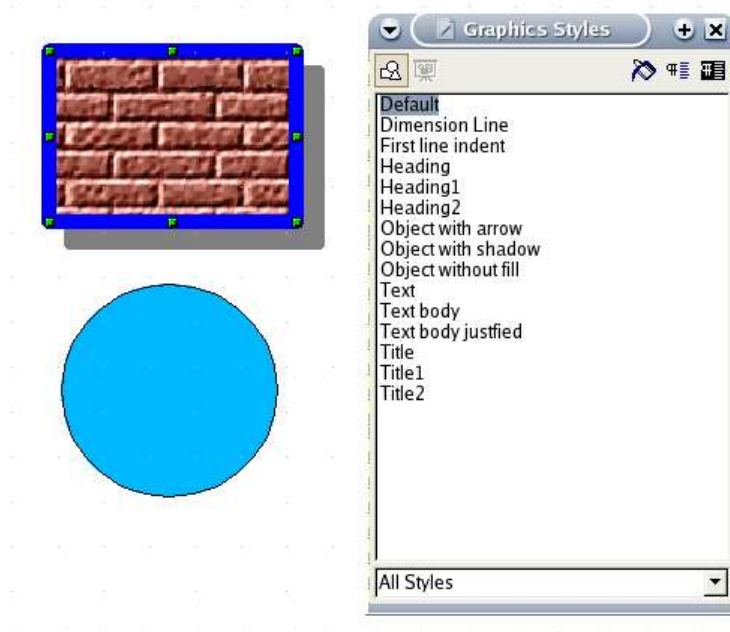 Graphics Styles
Default
Dimension Line
First line indent
Heading
Heading1
Heading2
Object with arrow
Object with shadow
Object without fill
Text
Text body
Text body justfied
Title
Title1
Title2
All Styles